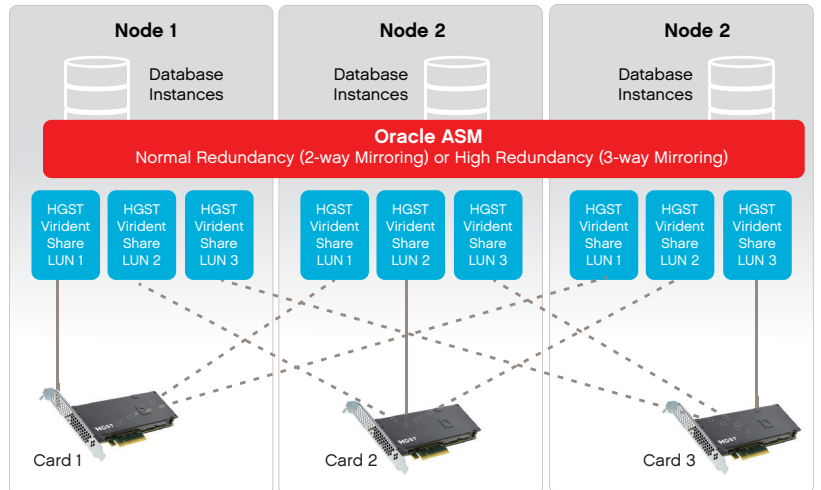 Node 1
Node 2
Node 2
Database
Instances
Database
Instances
Database
Instances
Oracle ASM
Normal Redundancy (2-way Mirroring) or High Redundancy (3-way Mirroring)
HGST
Virident
Share
LUN 1
HGST
Virident
Share
LUN 2
HGST
Virident
Share
LUN 3
HGST
Virident
Share
LUN 1
HGST
Virident
Share
LUN 2
HGST
Virident
Share
LUN 3
HGST
Virident
Share
LUN 1
HGST
Virident
Share
LUN 2
HGST
Virident
Share
LUN 3
HGST
HGST
HGST
Card 1
Card 2
Card 3